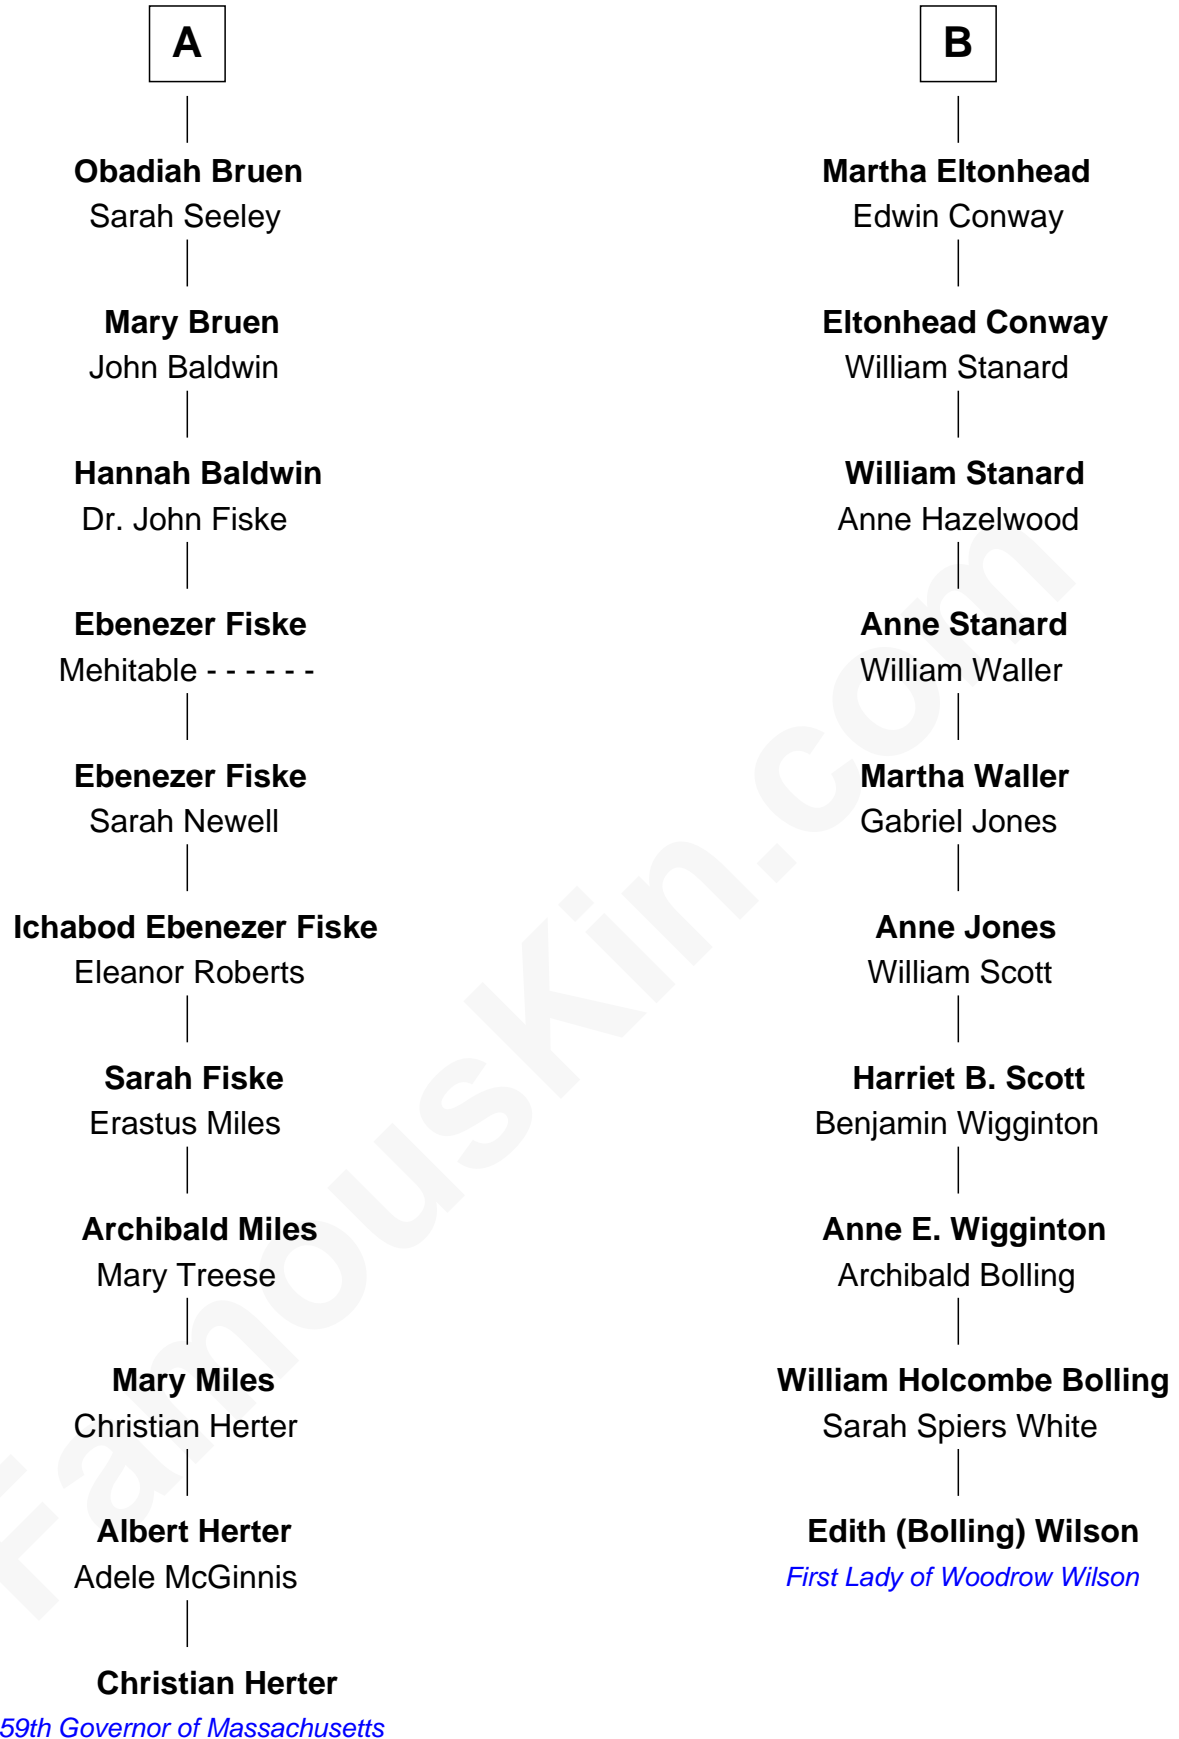 A
Obadiah Bruen
Sarah Seeley
Mary Bruen
John Baldwin
Hannah Baldwin
Dr. John Fiske
Ebenezer Fiske
Mehitable - - - - - -
Ebenezer Fiske
Sarah Newell
Ichabod Ebenezer Fiske
Eleanor Roberts
Sarah Fiske
Erastus Miles
Archibald Miles
Mary Treese
Mary Miles
Christian Herter
Albert Herter
Adele McGinnis
Christian Herter
59th Governor of Massachusetts
B
Martha Eltonhead
Edwin Conway
Eltonhead Conway
William Stanard
William Stanard
Anne Hazelwood
Anne Stanard
William Waller
Martha Waller
Gabriel Jones
Anne Jones
William Scott
Harriet B. Scott
Benjamin Wigginton
Anne E. Wigginton
Archibald Bolling
William Holcombe Bolling
Sarah Spiers White
Edith (Bolling) Wilson
First Lady of Woodrow Wilson
FamousKin.com